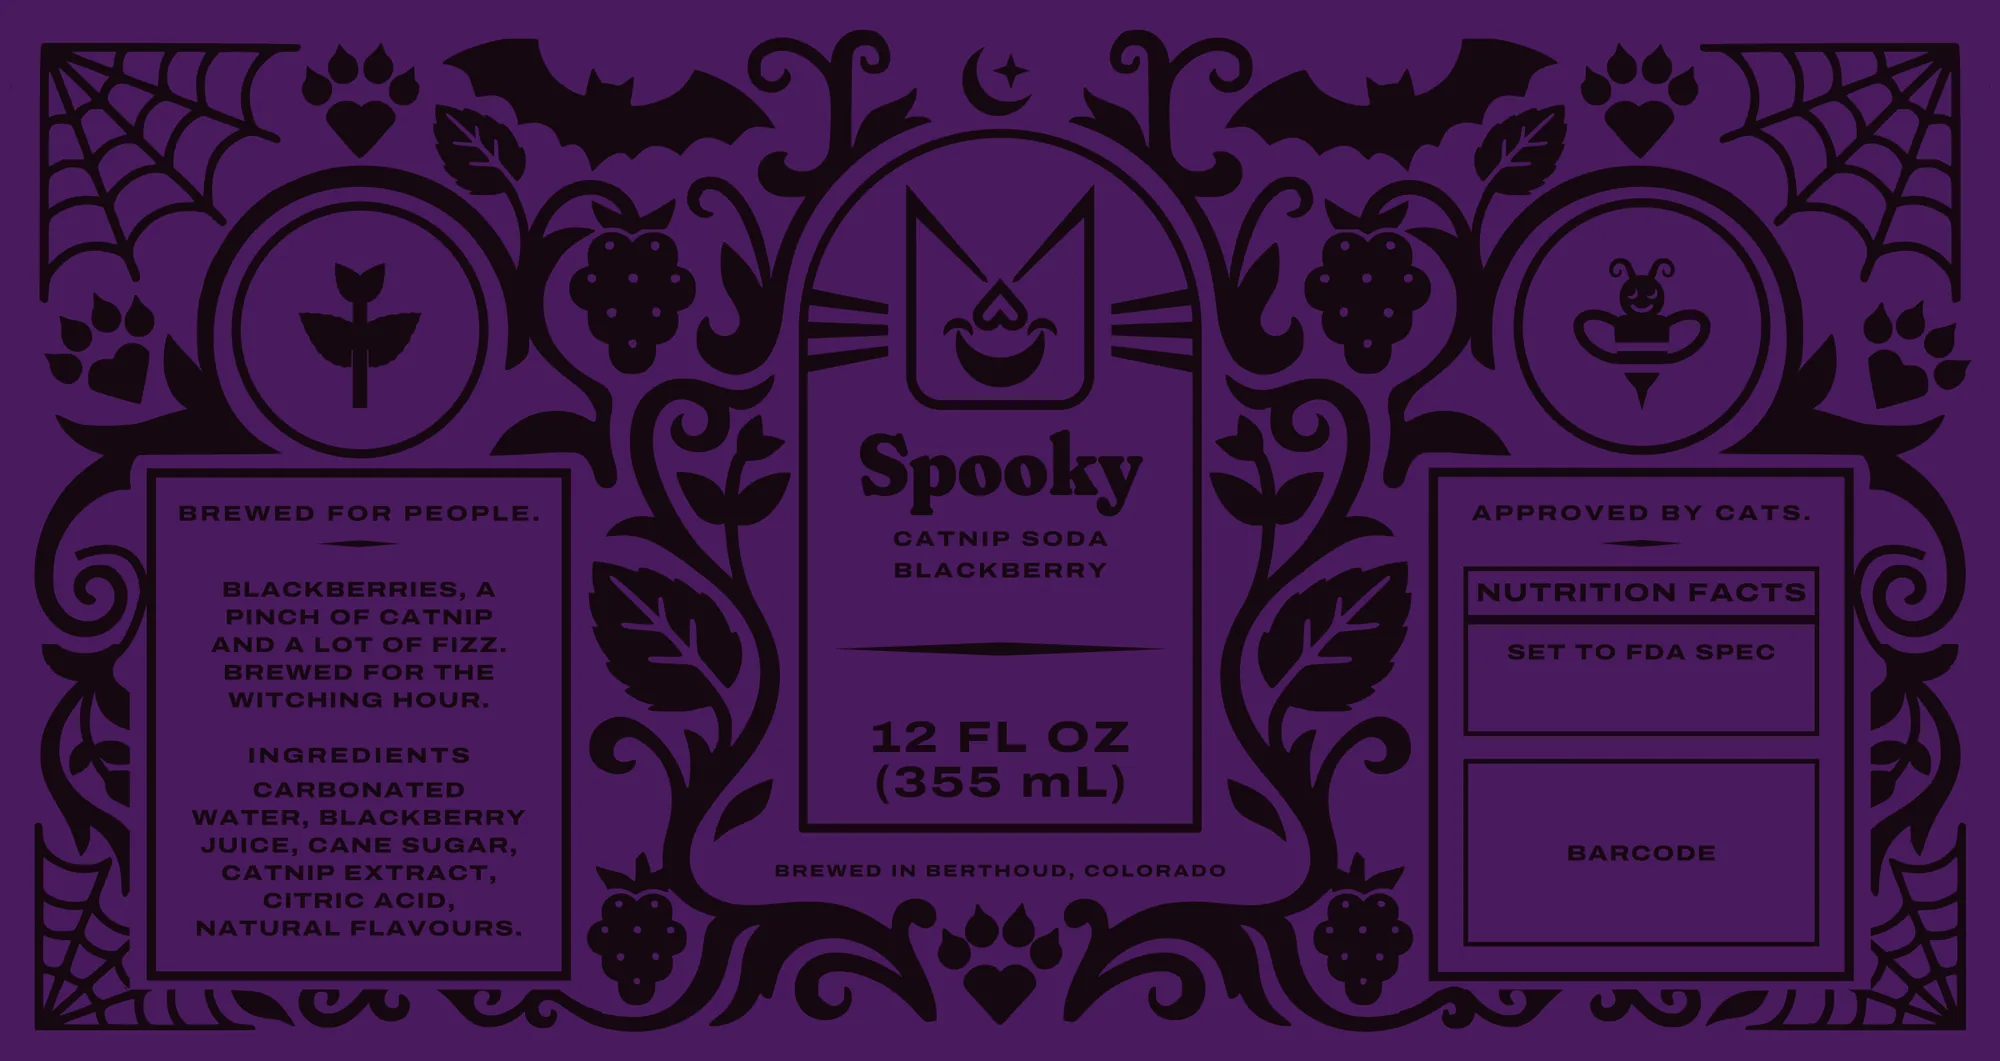 BREWED FOR PEOPLE.
BLACKBERRIES, A
PINCH OF CATNIP
AND A LOT OF FIZZ.
BREWED FOR THE
WITCHING HOUR.
INGREDIENTS
CARBONATED
WATER, BLACKBERRY
JUICE, CANE SUGAR,
CATNIP EXTRACT,
CITRIC ACID,
NATURAL FLAVOURS.
Spooky
CATNIP SODA
BLACKBERRY
12 FL OZ
(355 mL)
BREWED IN BERTHOUD, COLORADO
APPROVED BY CATS.
NUTRITION FACTS
SET TO FDA SPEC
BARCODE